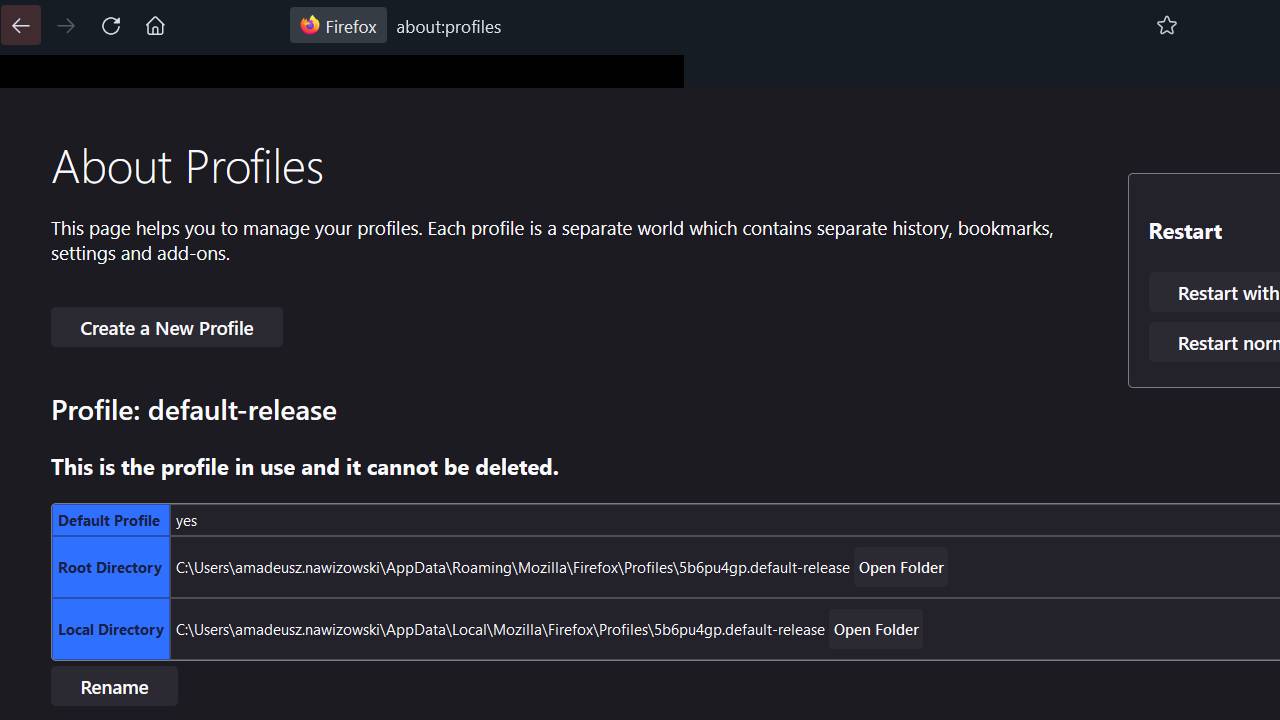 Firefox about:profiles
About Profiles
This page helps you to manage your profiles. Each profile is a separate world which contains separate history, bookmarks,
settings and add-ons.
Restart
Restart with
Restart norm
Create a New Profile
Profile: default-release
This is the profile in use and it cannot be deleted.
Default Profile yes
Root Directory C:\Users\amadeusz.nawizowski\AppData\Roaming\Mozilla\Firefox\Profiles\5b6pu4gp.default-release Open Folder
Local Directory C:\Users\amadeusz.nawizowski\AppData\Local\Mozilla\Firefox\Profiles\5b6pu4gp.default-release Open Folder
Rename